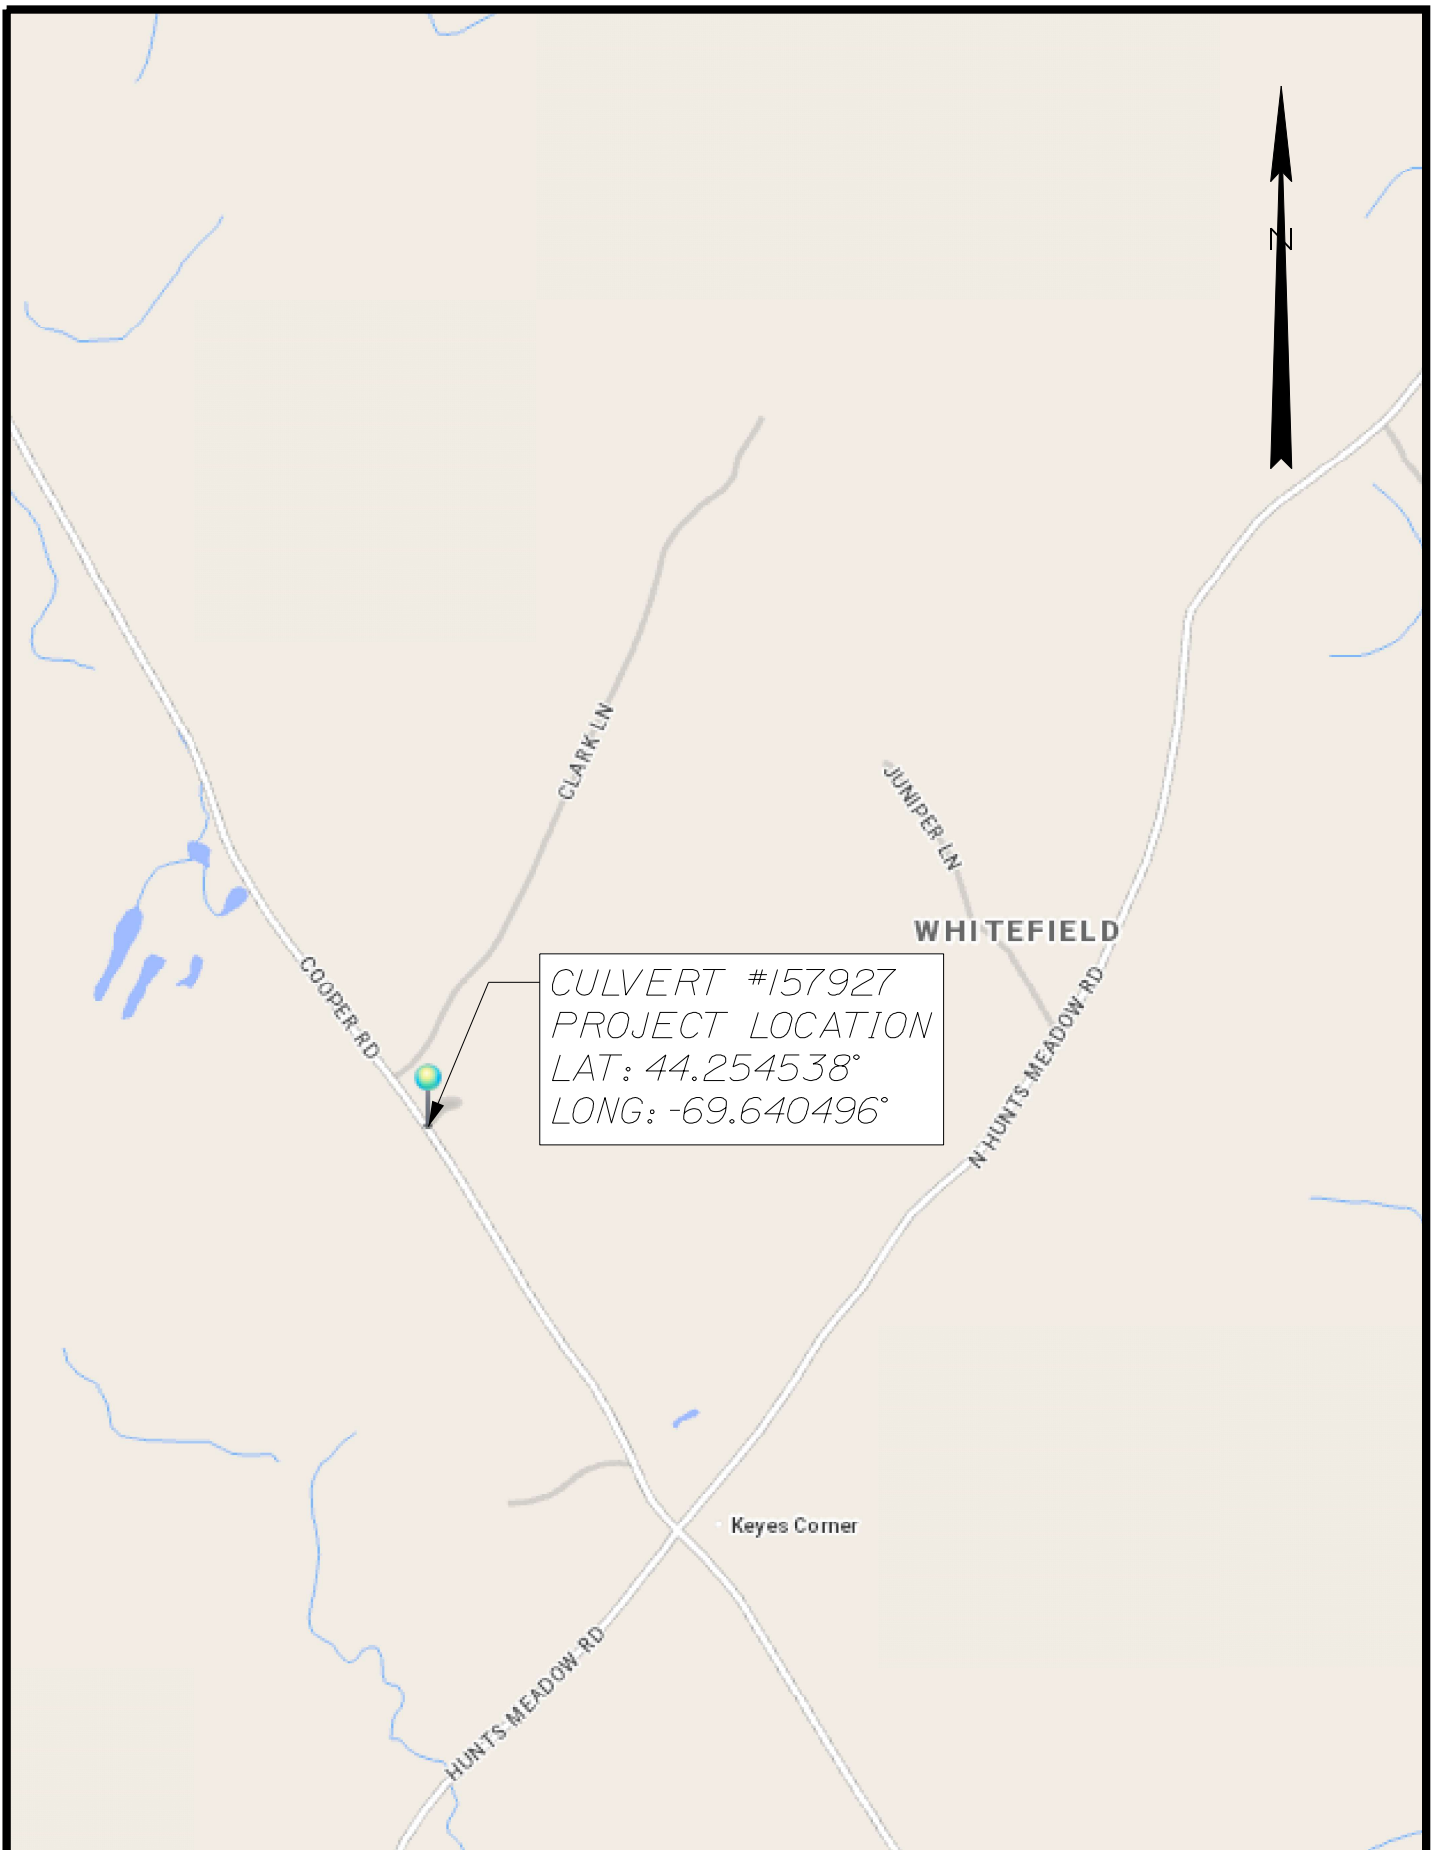 N
CLARK LN
JUNIPER LN
WHITEFIELD
COOPER RD
CULVERT #157927
PROJECT LOCATION
LAT: 44.254538°
LONG: -69.640496°
N HUNTS MEADOW RD
Keyes Corner
HUNTS MEADOW RD